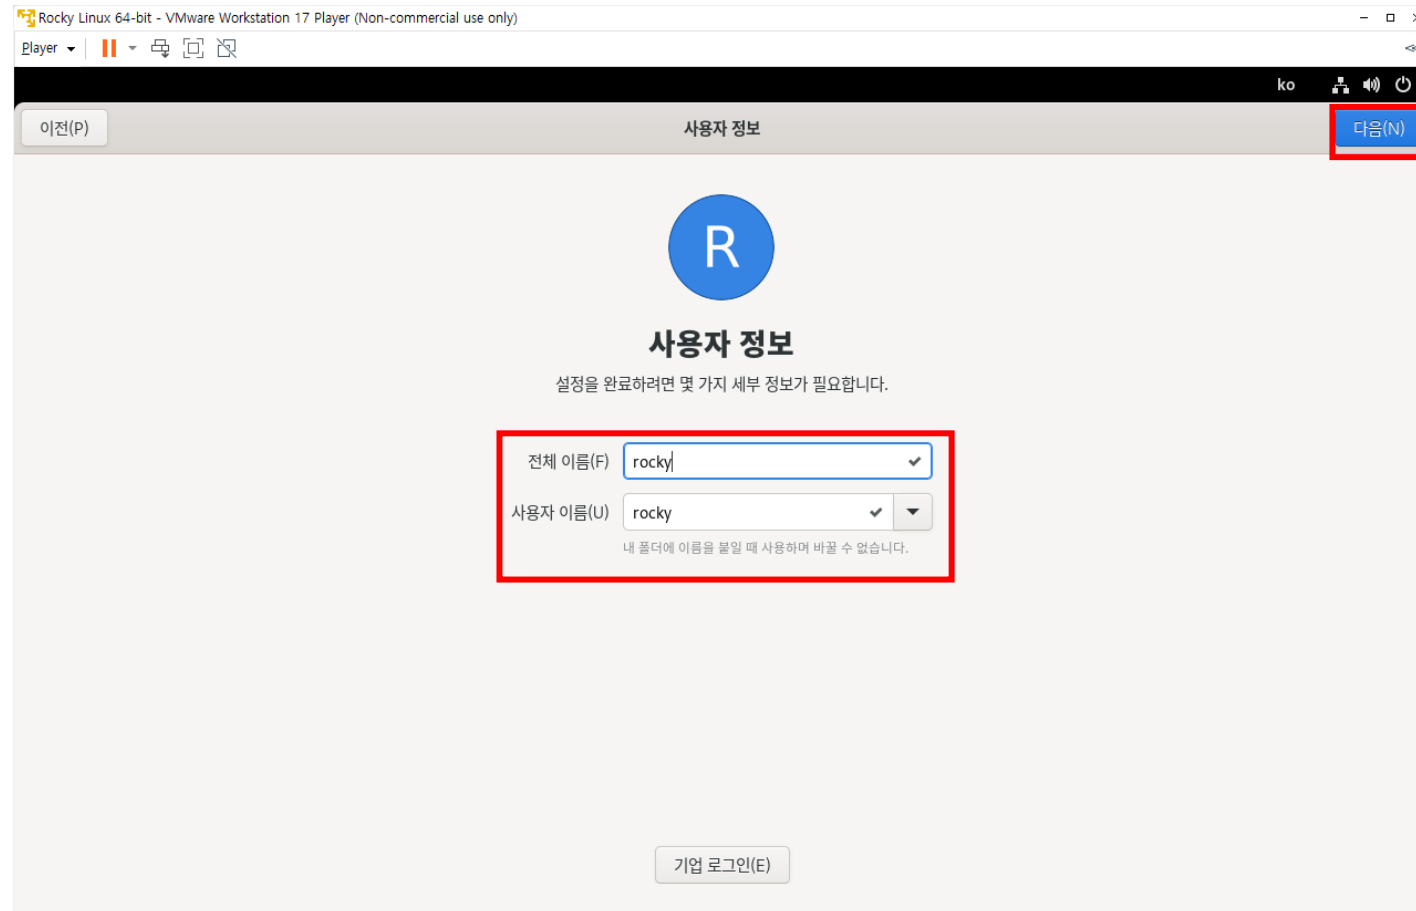 Rocky Linux 64-bit - VMware Workstation 17 Player (Non-commercial use only)
Player
ko
이전(P)
사용자 정보
다음(N)
R
사용자 정보
설정을 완료하려면 몇 가지 세부 정보가 필요합니다.
전체 이름(F) rocky
사용자 이름(U) rocky
내 폴더에 이름을 붙일 때 사용하며 바꿀 수 없습니다.
기업 로그인(E)